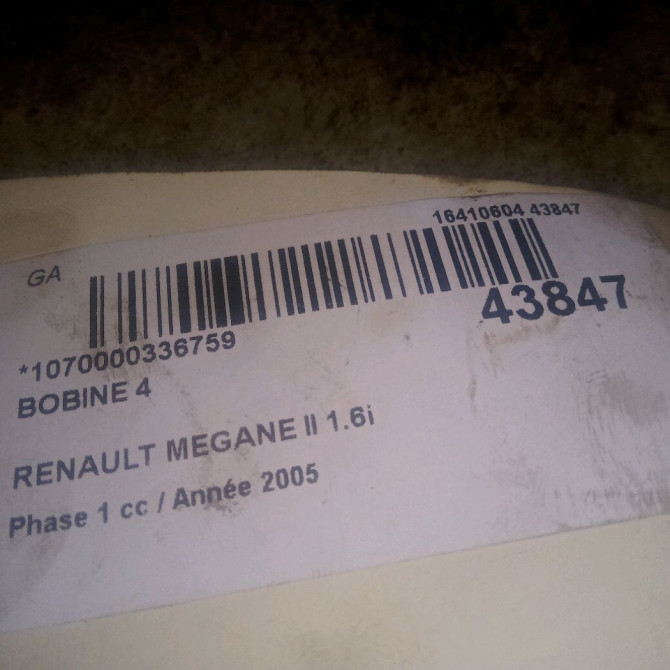 16410604 43847
GA
43847
*1070000336759
BOBINE 4
RENAULT MEGANE II 1.6i
Phase 1 cc / Année 2005